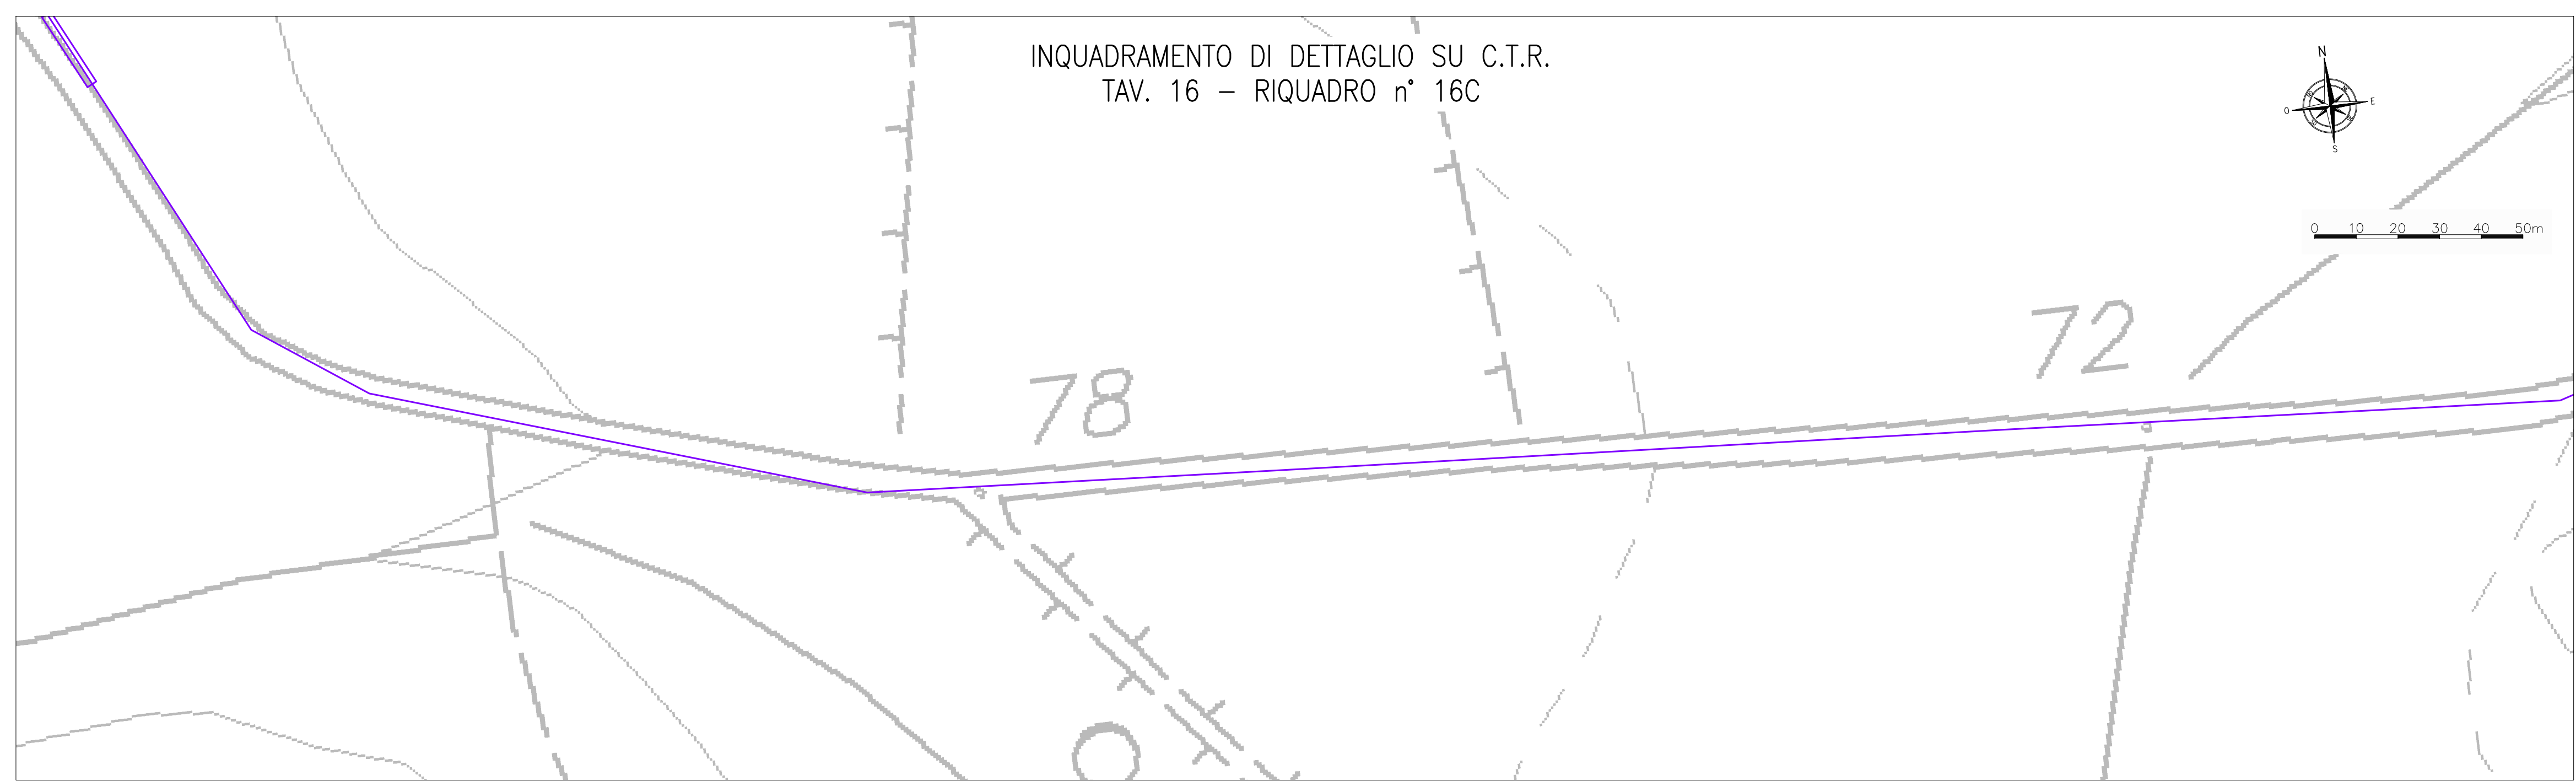 INQUADRAMENTO DI DETTAGLIO SU C.T.R.
TAV. 16 – RIQUADRO n° 16C
N
O E
S
0 10 20 30 40 50m
72
78